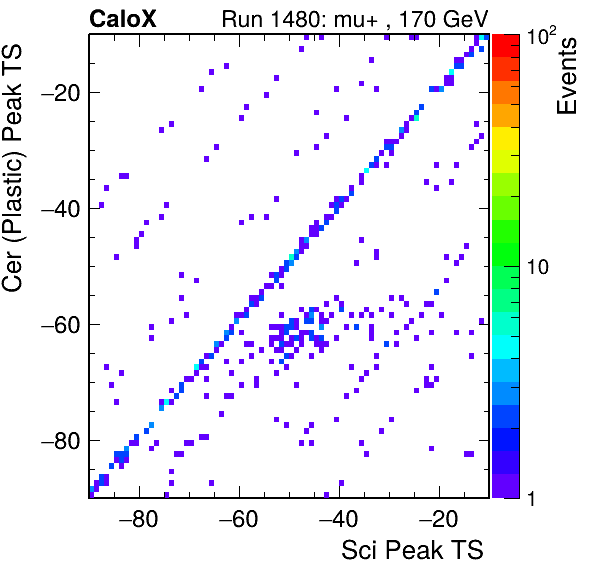 CaloX Run 1480: mu+ , 170 GeV
Cer (Plastic) Peak TS
−20
−40
−60
−80
−80 −60 −40 −20
Sci Peak TS
10²
10
1
Events